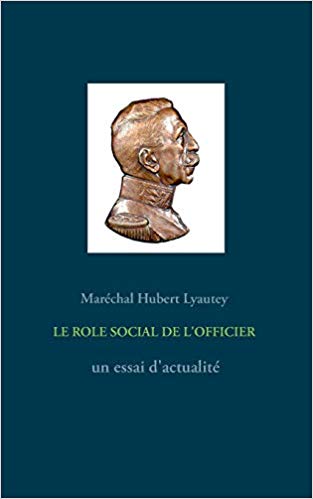 Maréchal Hubert Lyautey
LE ROLE SOCIAL DE L'OFFICIER
un essai d'actualité